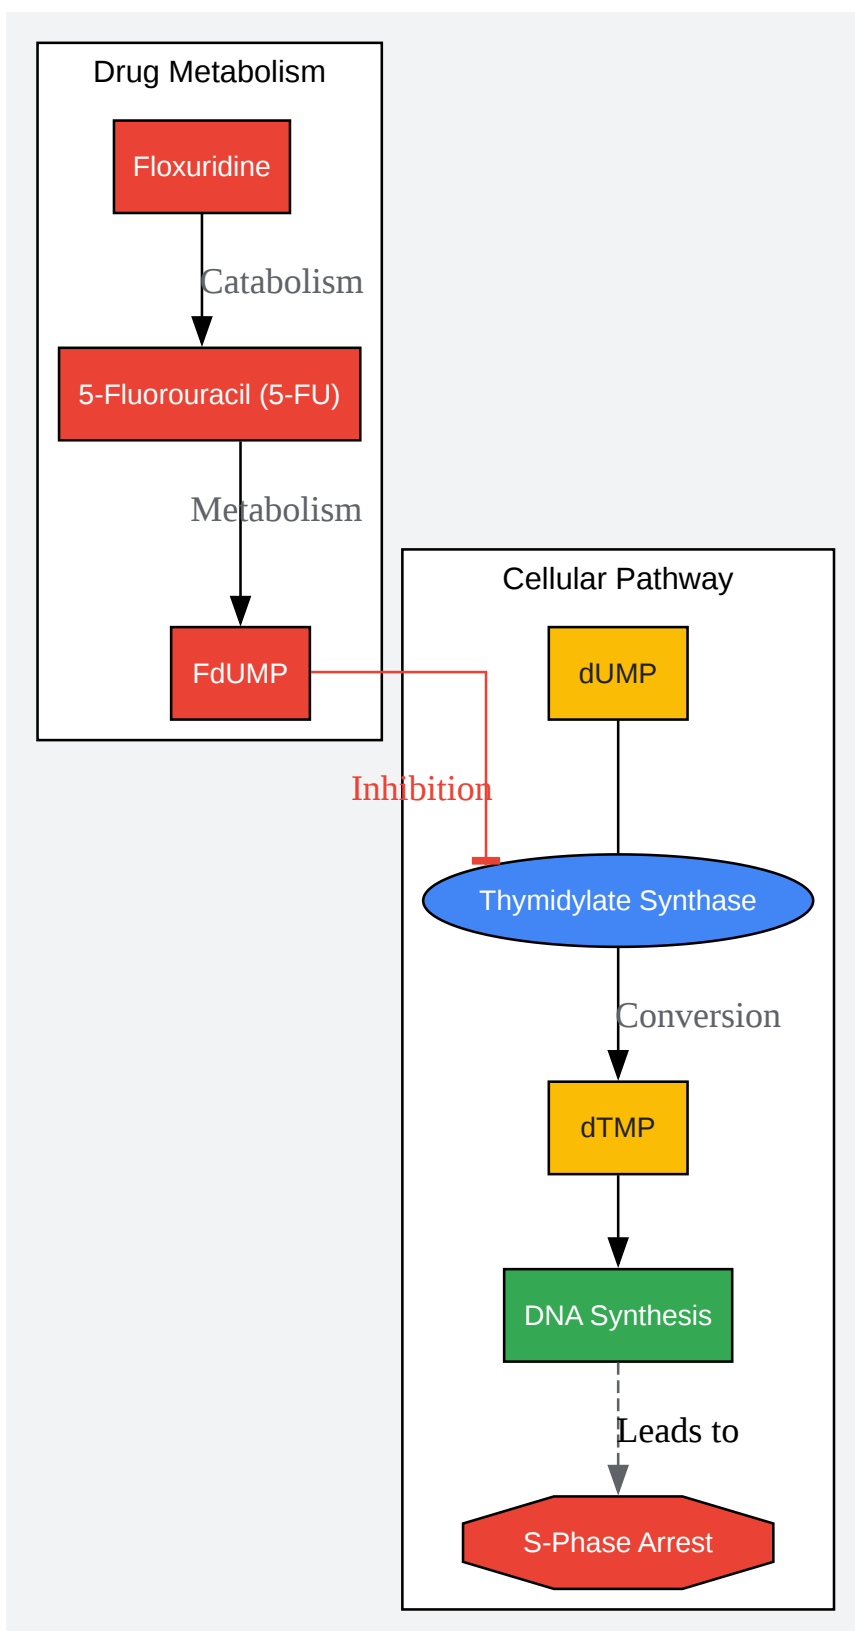 Drug Metabolism
Floxuridine
Catabolism
5-Fluorouracil (5-FU)
Metabolism
FdUMP
Cellular Pathway
dUMP
Inhibition
Thymidylate Synthase
Conversion
dTMP
DNA Synthesis
Leads to
S-Phase Arrest